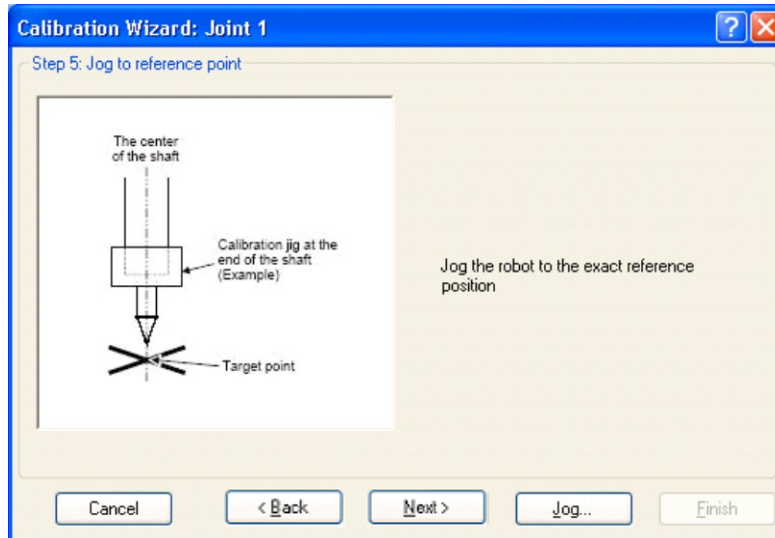 Calibration Wizard: Joint 1
Step 5: Jog to reference point
The center
of the shaft
Calibration jig at the
end of the shaft
(Example)
Target point
Jog the robot to the exact reference
position
Cancel
< Back
Next >
Jog...
Finish